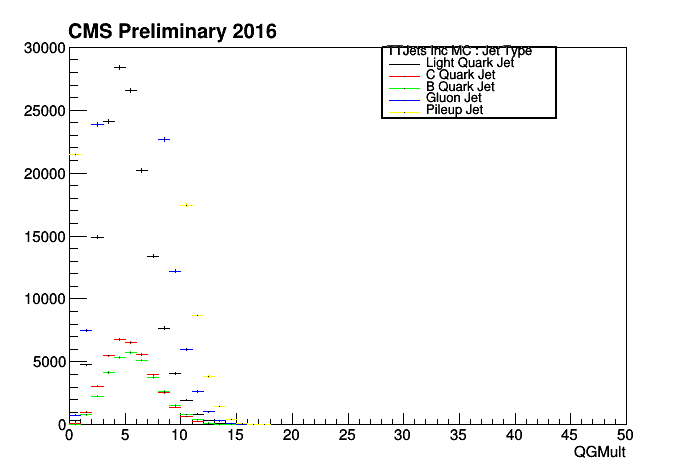 CMS Preliminary 2016
30000
25000
20000
15000
10000
5000
0
TTJets Inc MC : Jet Type
Light Quark Jet
C Quark Jet
B Quark Jet
Gluon Jet
Pileup Jet
0 5 10 15 20 25 30 35 40 45 50
QGMult